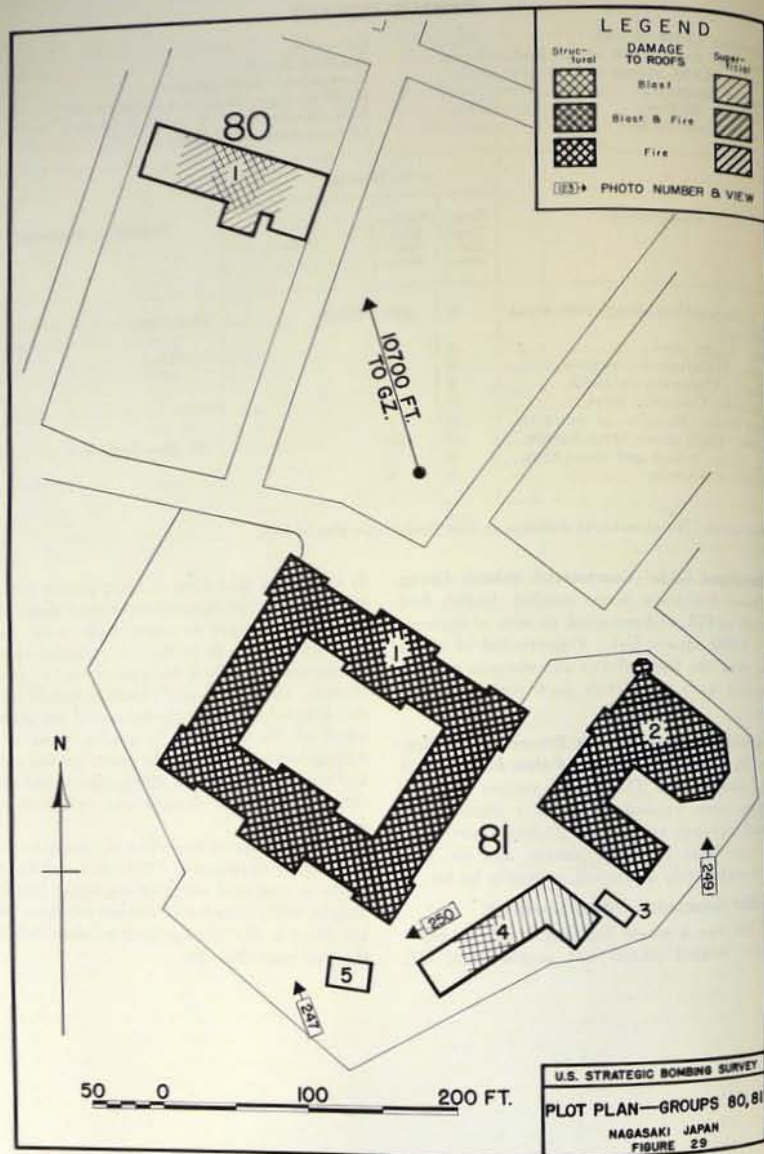 LEGEND
Struc-
tural
DAMAGE
TO ROOFS
Super-
ficial
Blast
Blast & Fire
Fire
123 PHOTO NUMBER & VIEW
80
1
10700 FT.
TO G.Z.
1
2
N
81
249
3
250
4
5
247
50 0 100 200 FT.
U.S. STRATEGIC BOMBING SURVEY
PLOT PLAN—GROUPS 80,81
NAGASAKI JAPAN
FIGURE 29